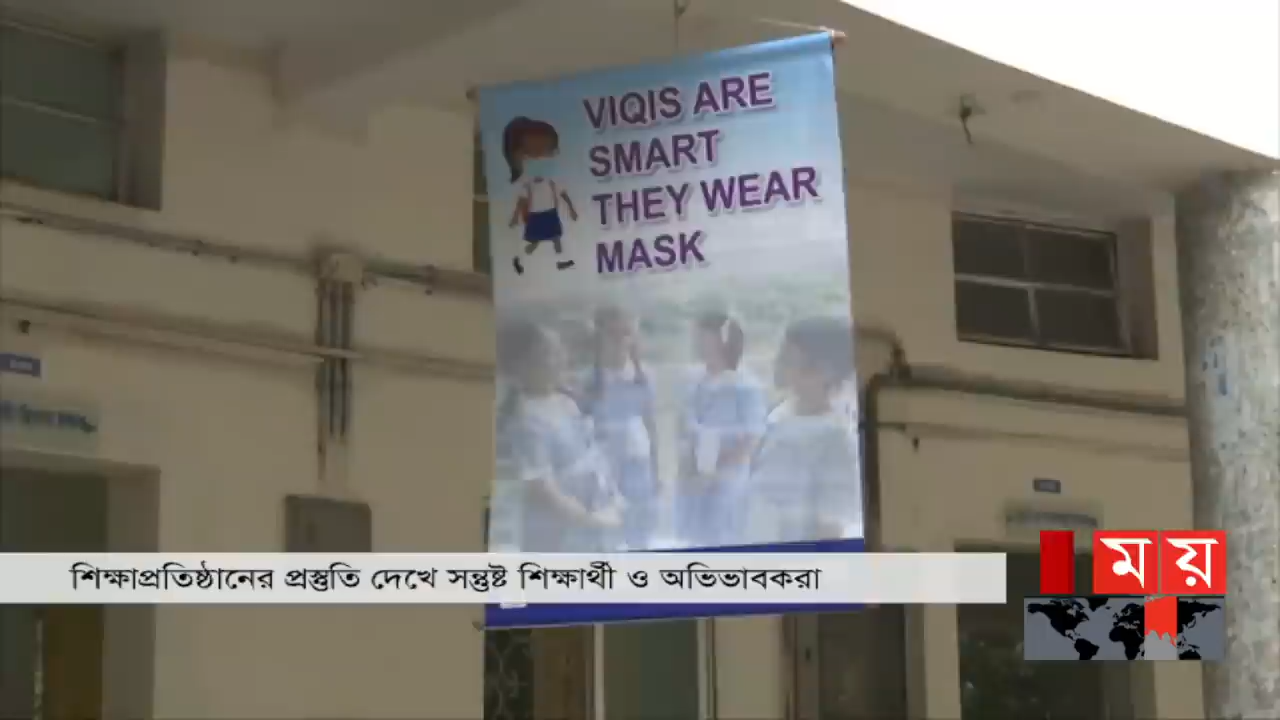 VIQIS ARE
SMART
THEY WEAR
MASK
শিক্ষাপ্রতিষ্ঠানের প্রস্তুতি দেখে সন্তুষ্ট শিক্ষার্থী ও অভিভাবকরা
ময়